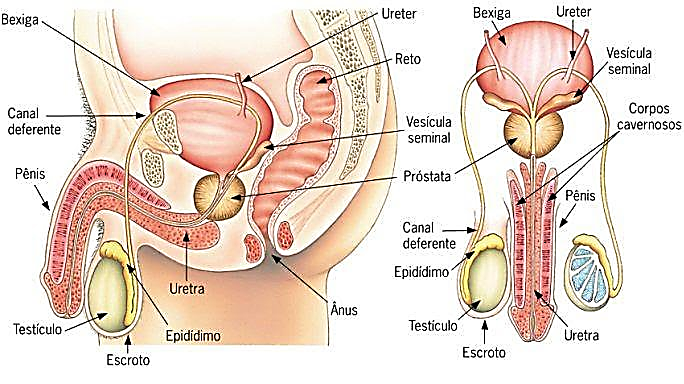 Bexiga
Ureter
Reto
Canal
deferente
Vesícula
seminal
Pênis
Próstata
Uretra
Ânus
Testículo
Epidídimo
Escroto
Bexiga
Ureter
Vesícula
seminal
Corpos
cavernosos
Pênis
Canal
deferente
Epidídimo
Testículo
Uretra
Escroto